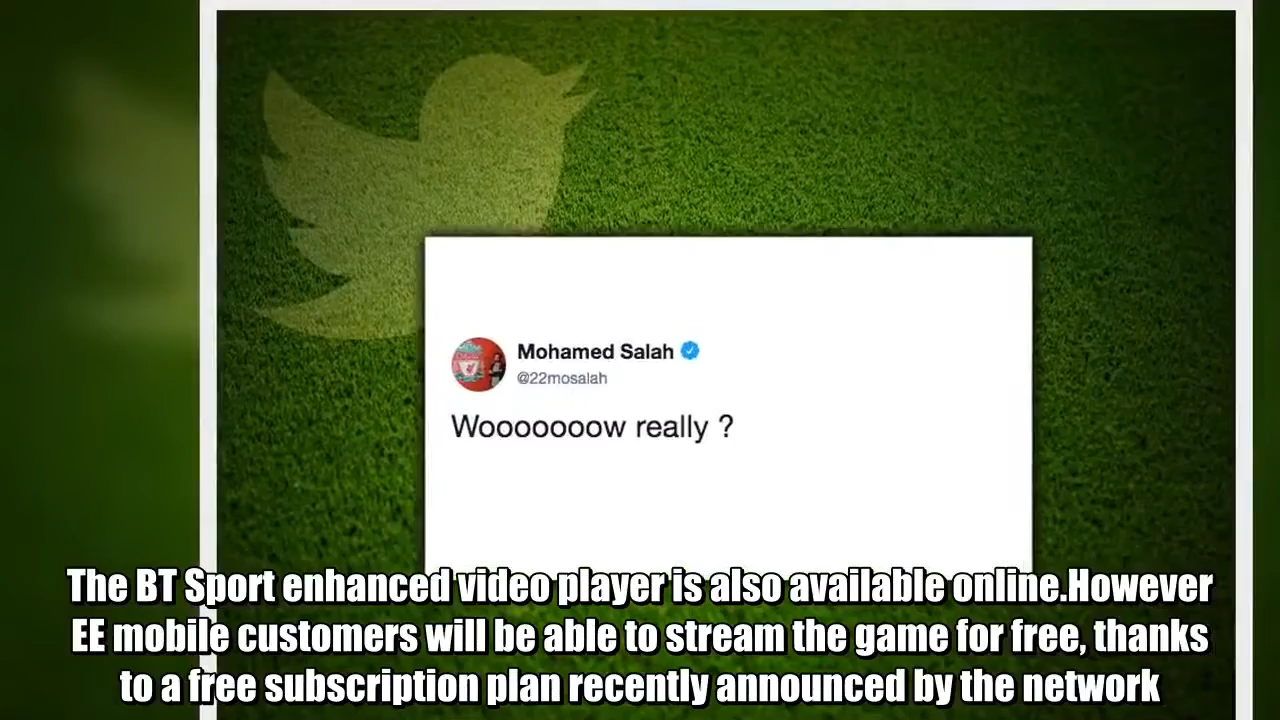 Mohamed Salah
@22mosalah
Wooooooow really ?
The BT Sport enhanced video player is also available online.However
EE mobile customers will be able to stream the game for free, thanks
to a free subscription plan recently announced by the network